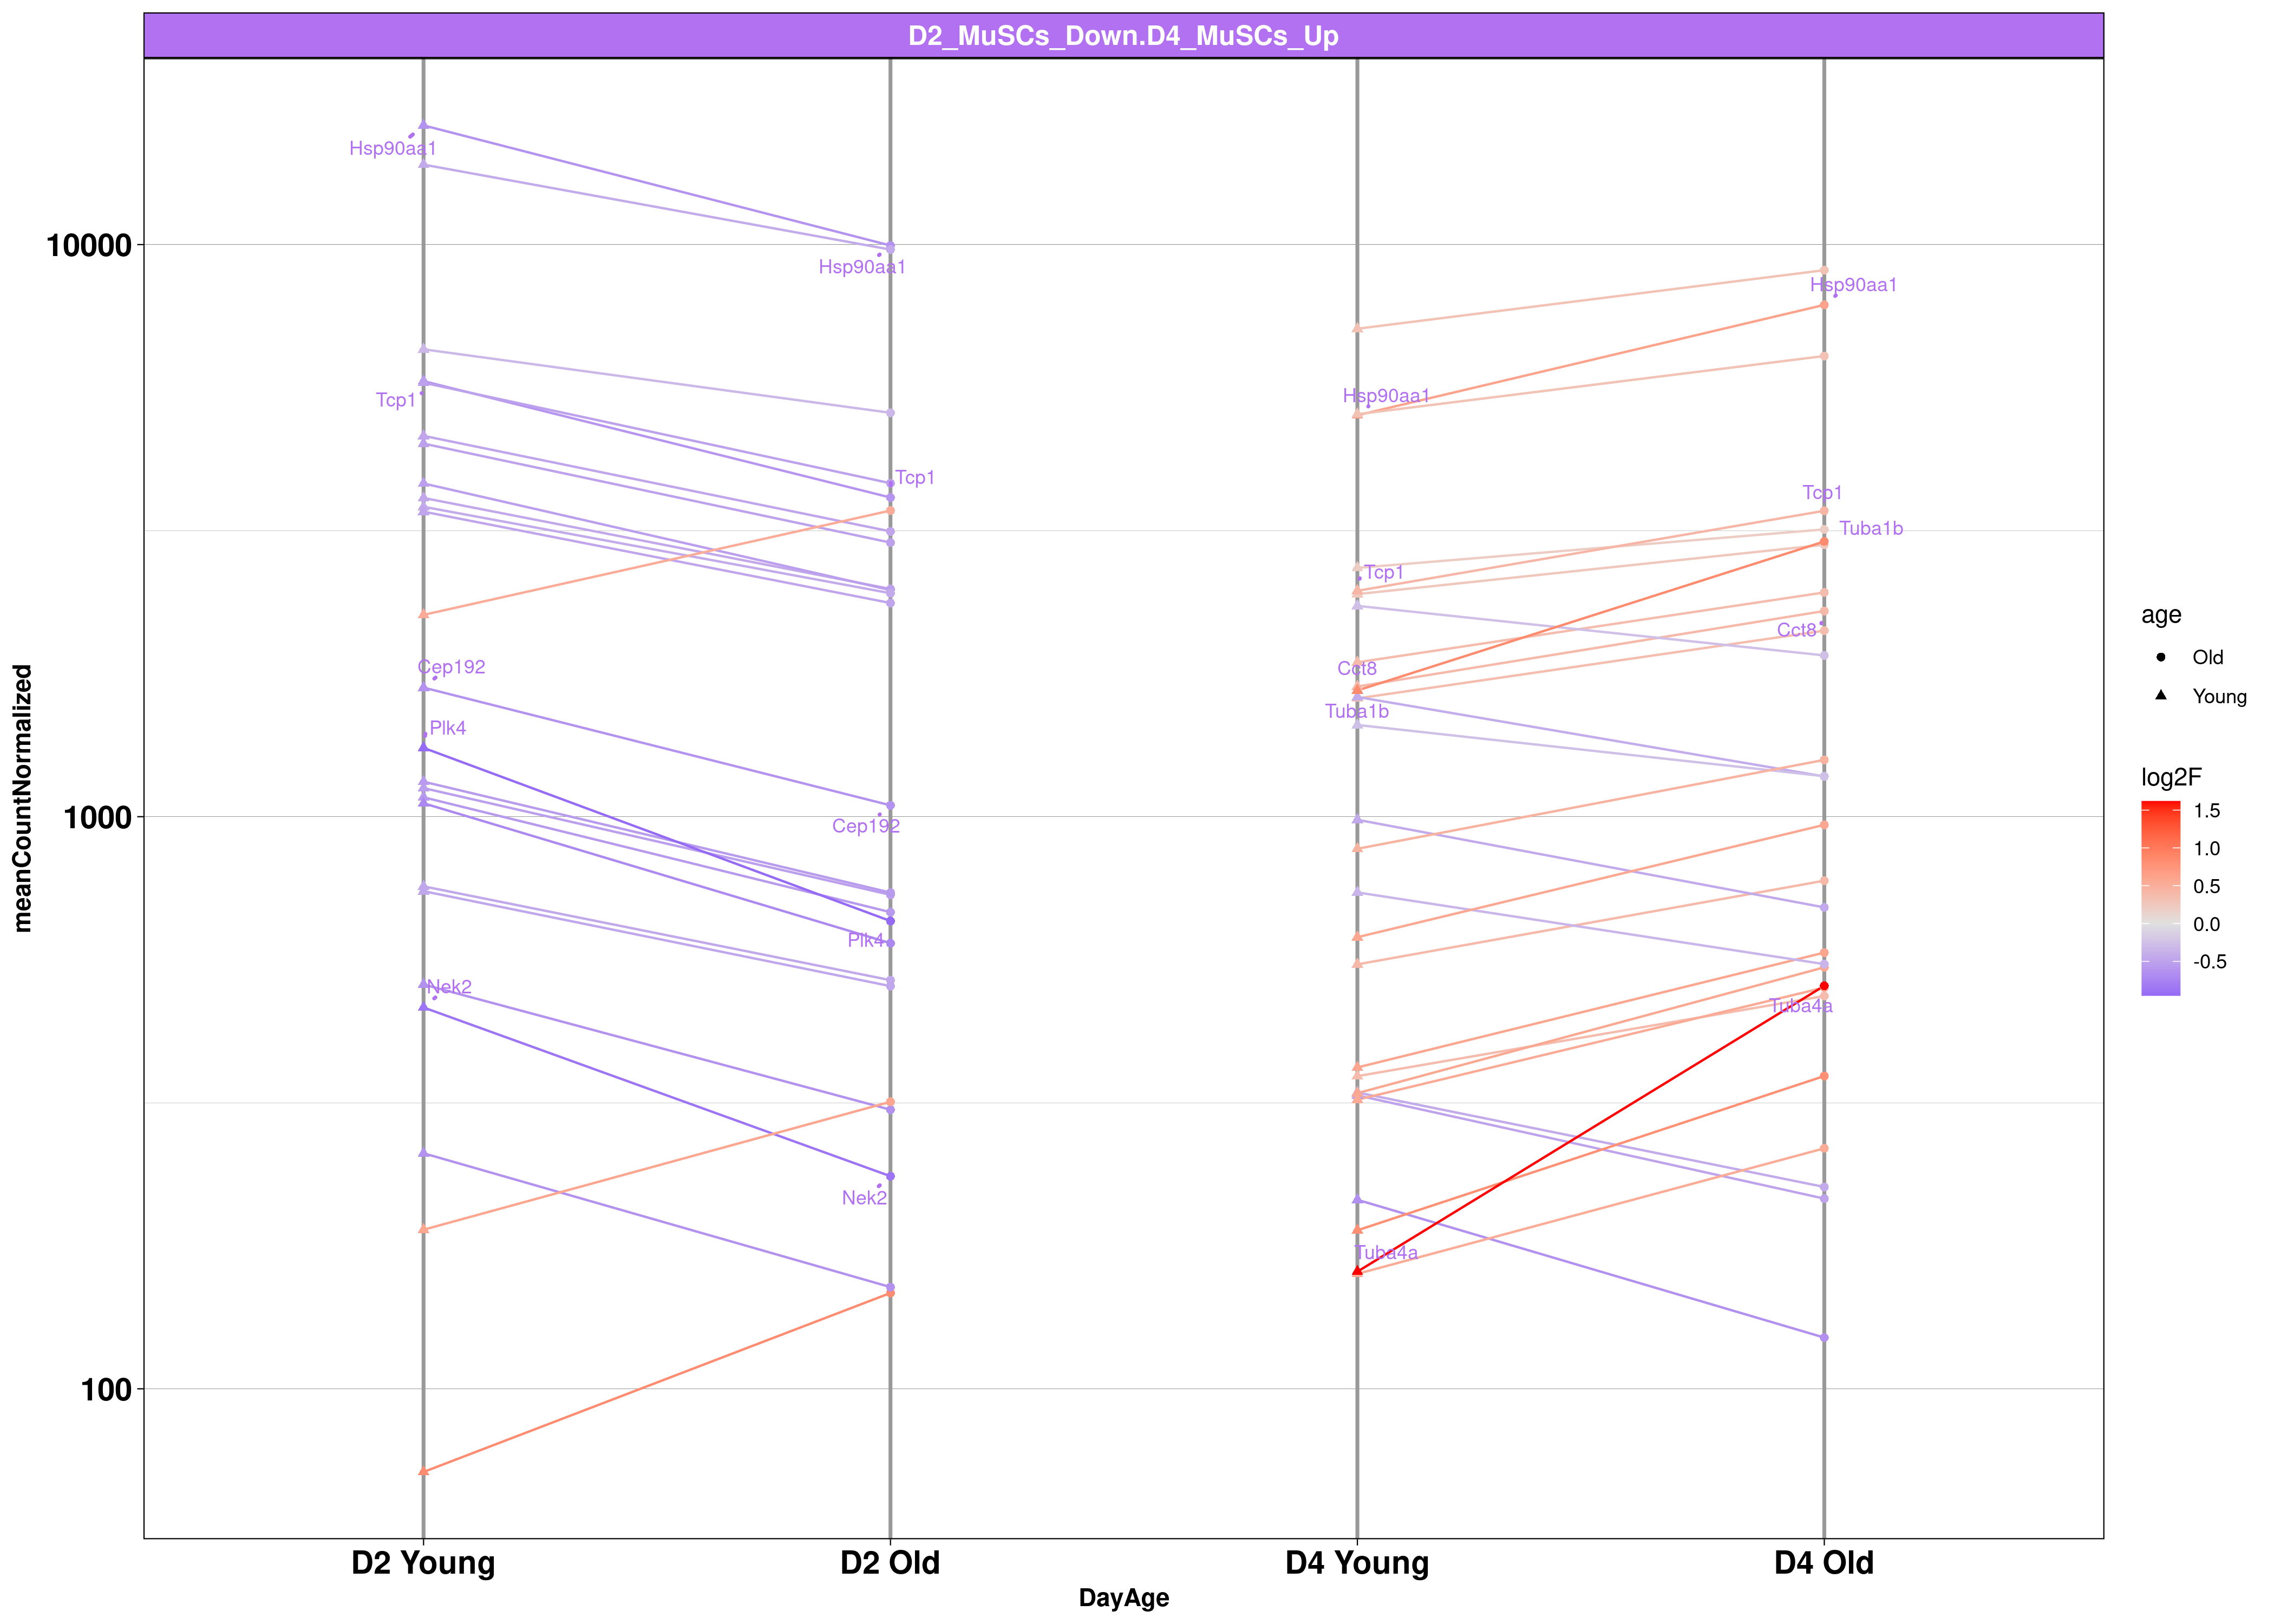 D2_MuSCs_Down.D4_MuSCs_Up
Hsp90aa1
10000
Hsp90aa1
Hsp90aa1
Hsp90aa1
Tcp1
Tcp1
Tcp1
Tuba1b
Tcp1
Cct8
Cep192
Cct8
Tuba1b
Plk4
1000
Cep192
Plk4
Nek2
Tuba4a
Nek2
Tuba4a
100
meanCountNormalized
D2 Young
D2 Old
D4 Young
D4 Old
DayAge
age
Old
Young
log2F
1.5
1.0
0.5
0.0
-0.5